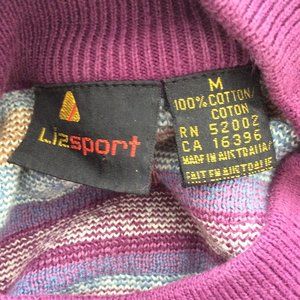 Lizsport
M
100% COTTON/
COTON
RN 52002
CA 16396
MADE IN AUSTRALIA/
FAIT EN AUSTRALIE